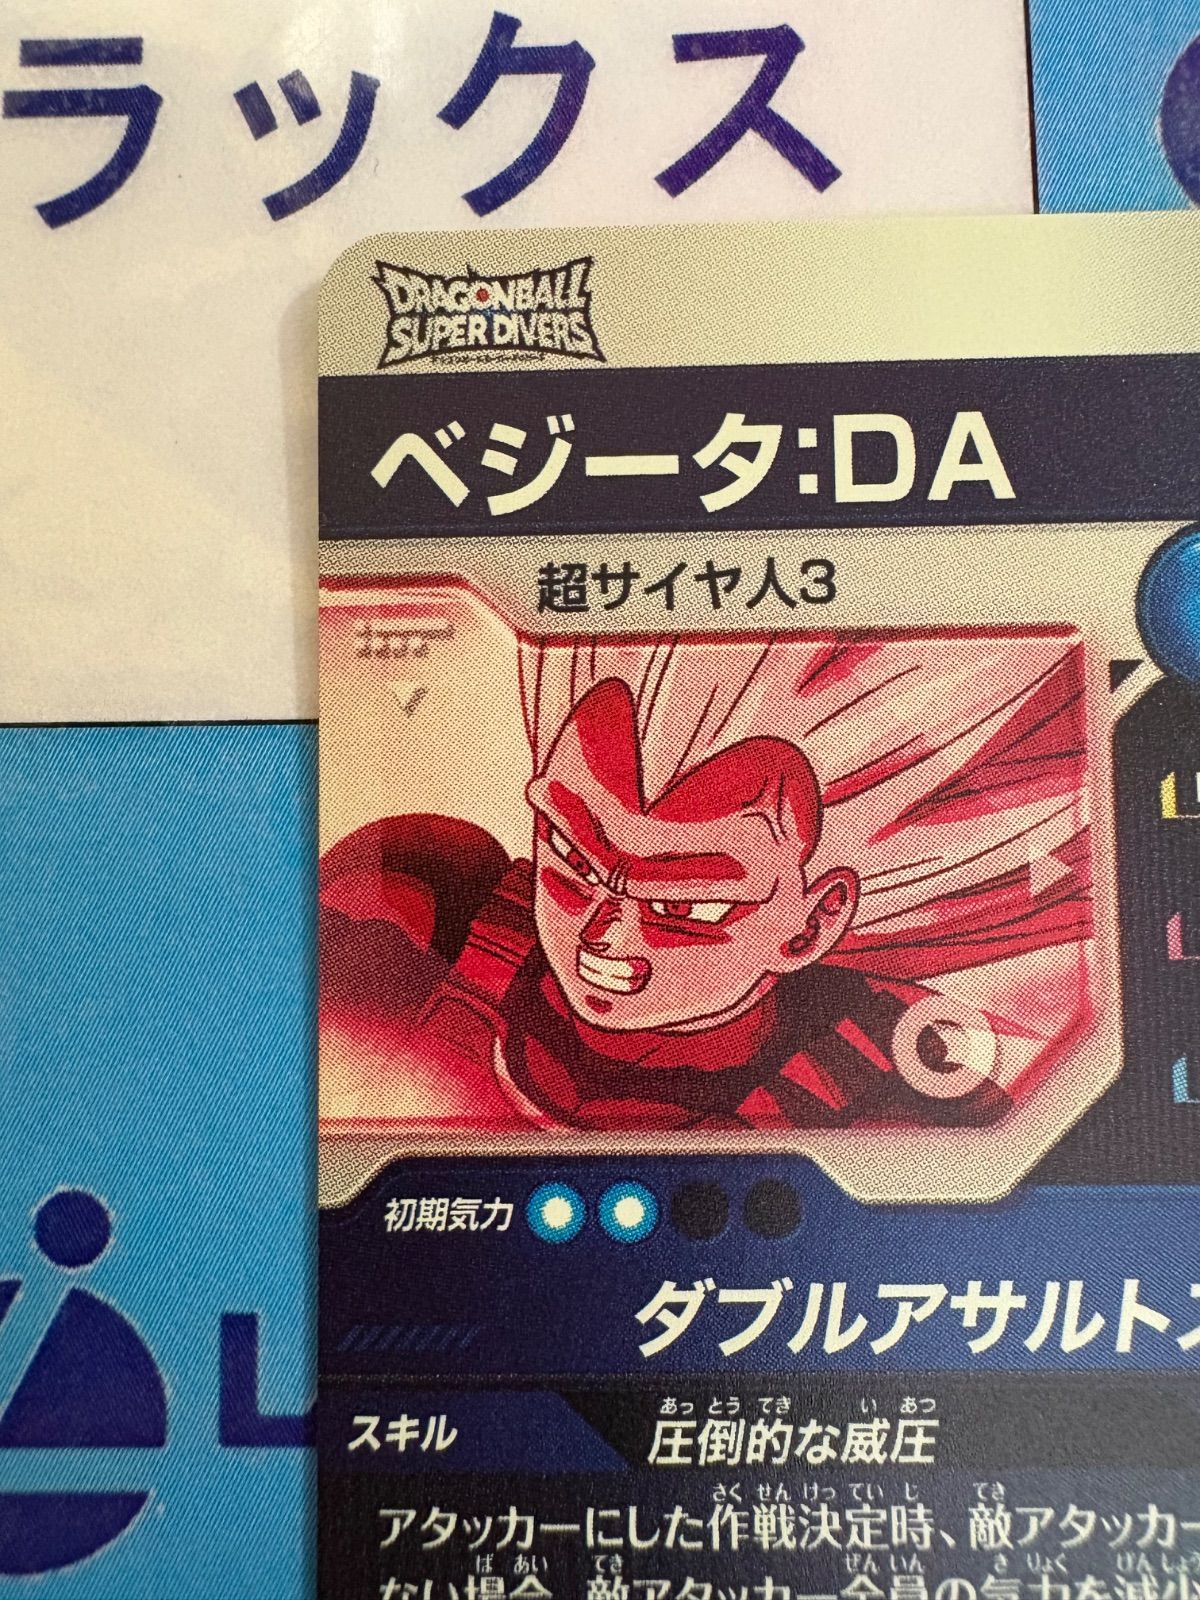 ラックス
DRAGONBALL
SUPER DIVERS
ベジータ:DA
超サイヤ人3
初期気力
ダブルアサルト
スキル
あっとうてき いあつ
圧倒的な威圧
さくせんけっていじ てき
アタッカーにした作戦決定時、敵アタッカー
ばあい てき ぜんいん きりょく げんしょ
ない場合、敵アタッカー全員の気力を減少